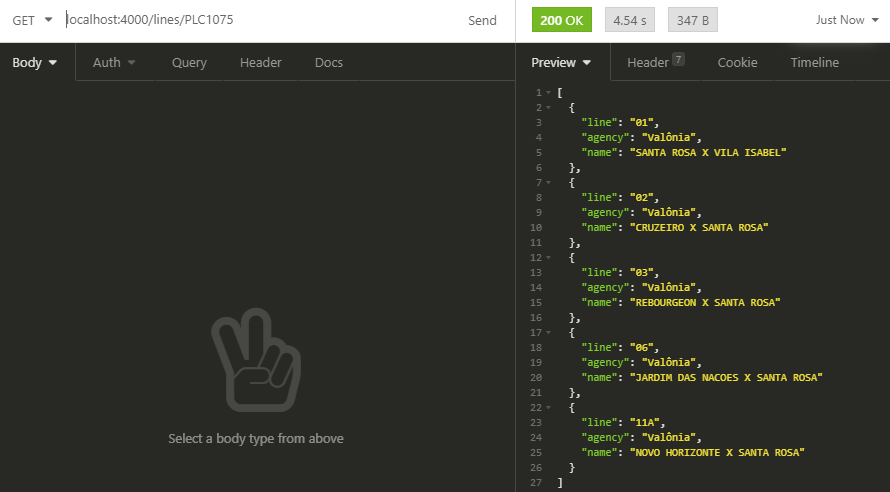 GET localhost:4000/lines/PLC1075 Send 200 OK 4.54 s 347 B Just Now
Body Auth Query Header Docs Preview Header 7 Cookie Timeline
Select a body type from above
1 [
2 {
3 "line": "01",
4 "agency": "Valônia",
5 "name": "SANTA ROSA X VILA ISABEL"
6 },
7 {
8 "line": "02",
9 "agency": "Valônia",
10 "name": "CRUZEIRO X SANTA ROSA"
11 },
12 {
13 "line": "03",
14 "agency": "Valônia",
15 "name": "REBOURGEON X SANTA ROSA"
16 },
17 {
18 "line": "06",
19 "agency": "Valônia",
20 "name": "JARDIM DAS NACOES X SANTA ROSA"
21 },
22 {
23 "line": "11A",
24 "agency": "Valônia",
25 "name": "NOVO HORIZONTE X SANTA ROSA"
26 }
27 ]